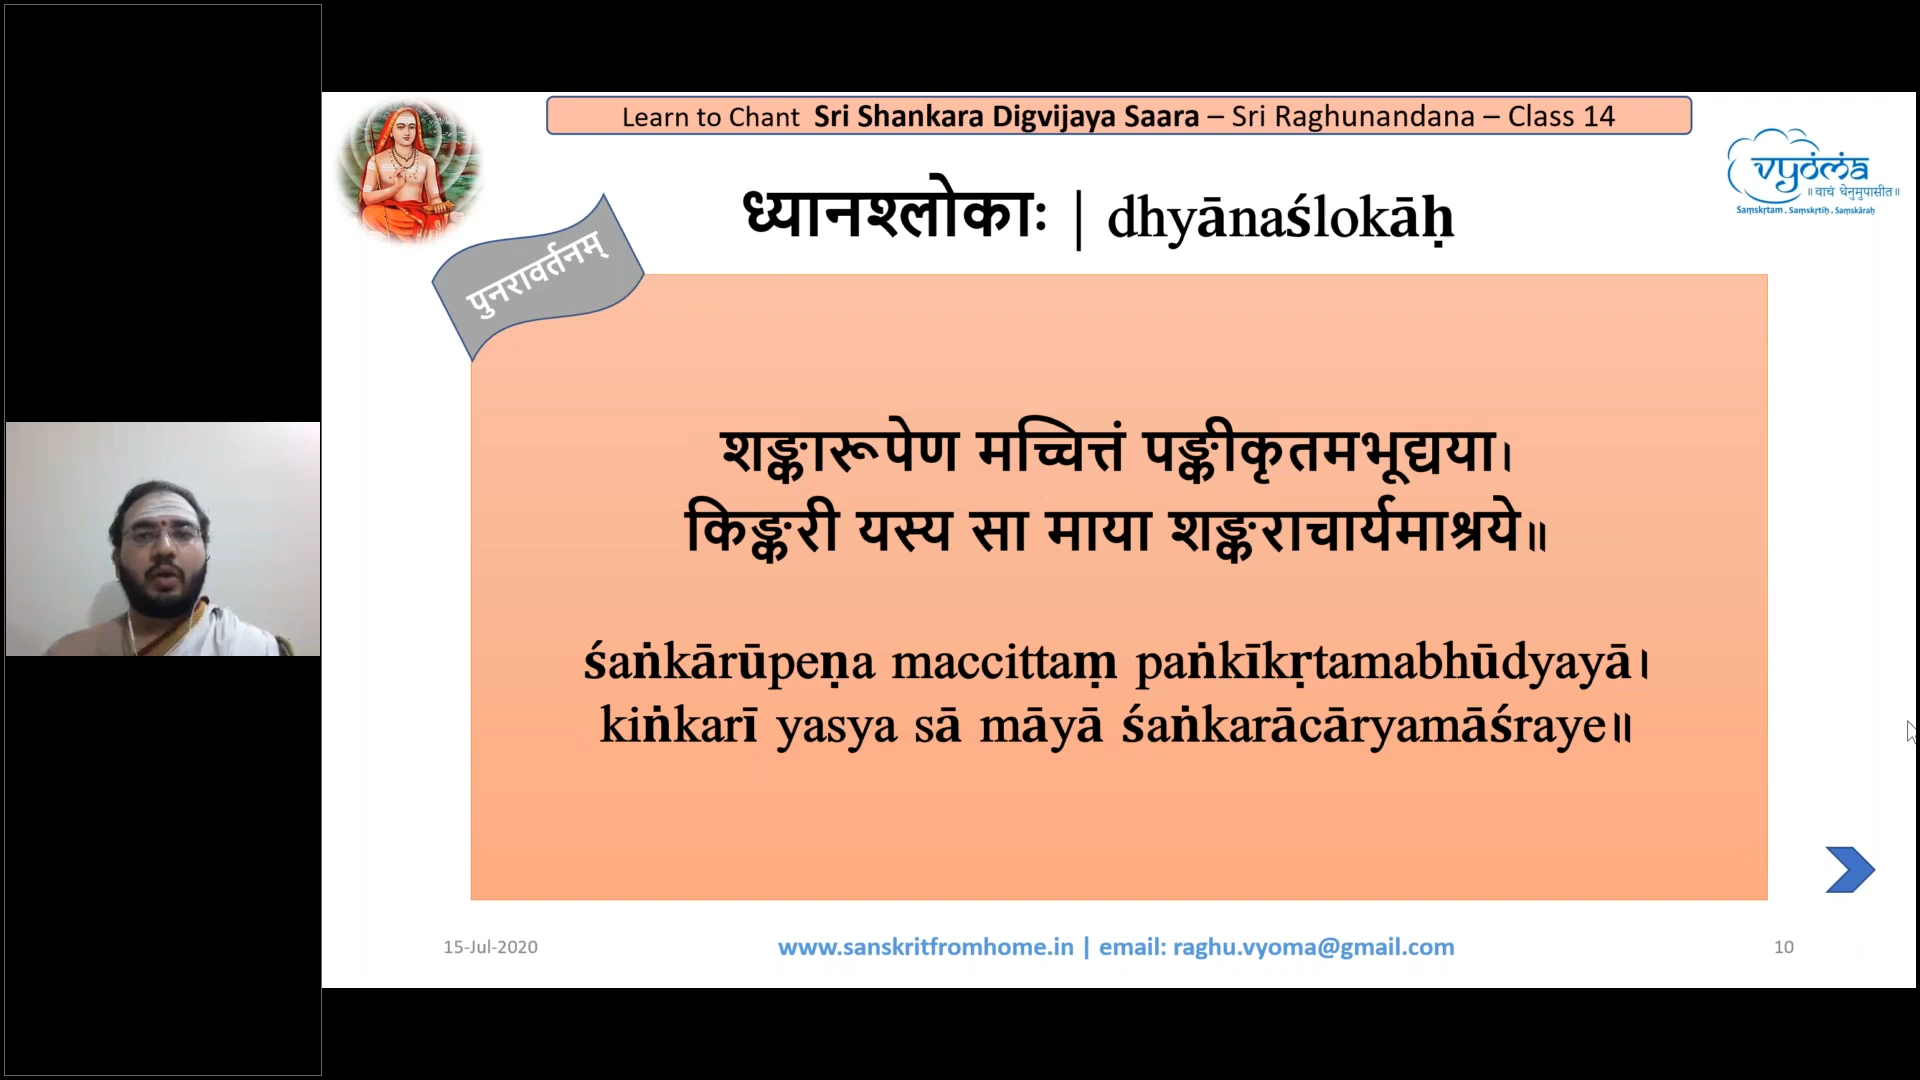 Learn to Chant Sri Shankara Digvijaya Saara – Sri Raghunandana – Class 14
vyoma
॥ वाचं धेनुमुपासीत॥
Saṃskṛtam . Saṃskṛtiḥ . Saṃskāraḥ
ध्यानश्लोकाः | dhyānaślokāḥ
पुनरावर्तनम्
शङ्कारूपेण मच्चित्तं पङ्कीकृतमभूद्यया।
किङ्करी यस्य सा माया शङ्कराचार्यमाश्रये॥
śaṅkārūpeṇa maccittaṃ paṅkīkṛtamabhūdyayā।
kiṅkarī yasya sā māyā śaṅkarācāryamāśraye॥
15-Jul-2020
www.sanskritfromhome.in | email: raghu.vyoma@gmail.com
10